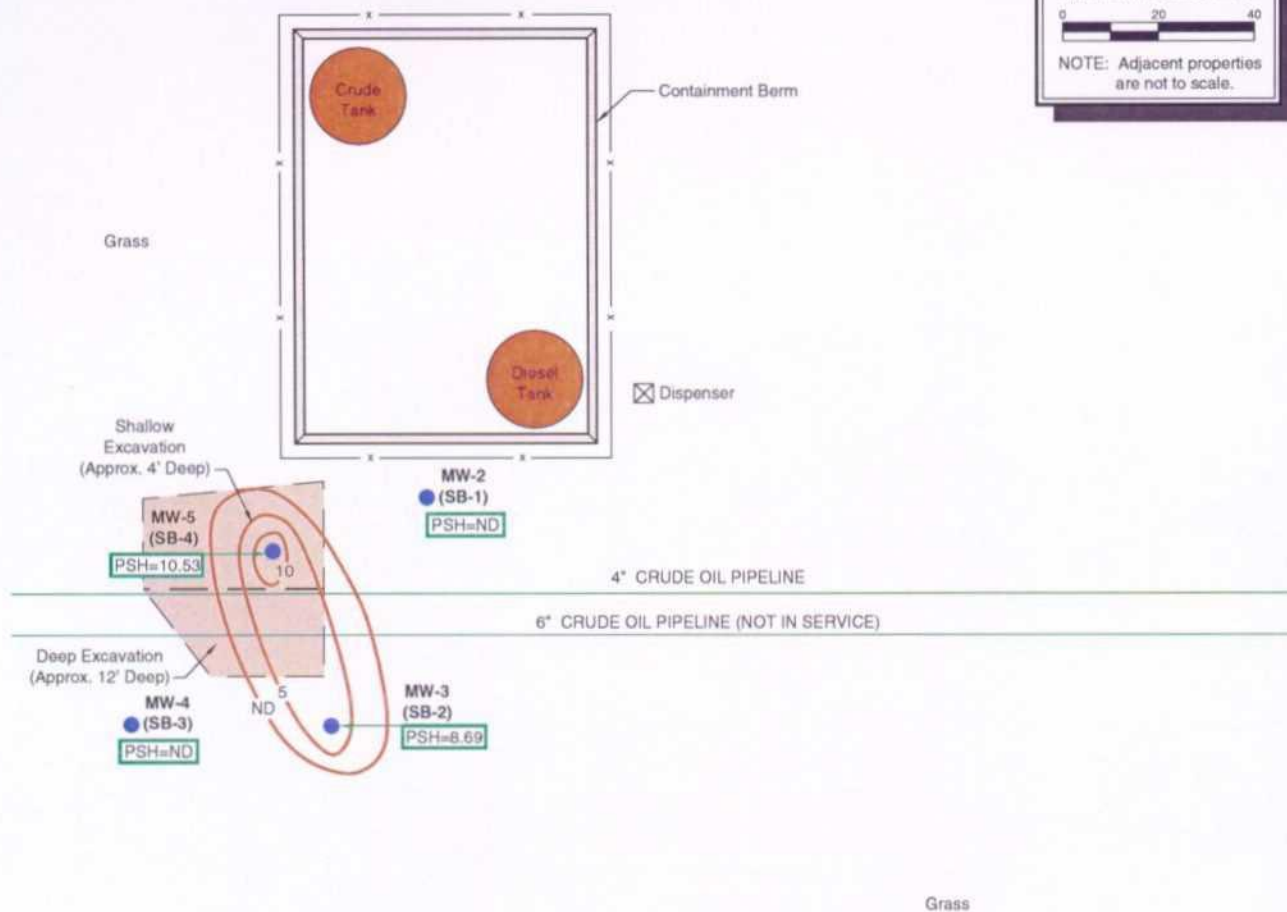 0 20 40
NOTE: Adjacent properties
are not to scale.
x x
Crude
Tank
Containment Berm
x x
Grass
x x
Diesel
Tank
Dispenser
x x
Shallow
Excavation
(Approx. 4' Deep)
MW-2
(SB-1)
PSH=ND
MW-5
(SB-4)
PSH=10.53
10
4" CRUDE OIL PIPELINE
6" CRUDE OIL PIPELINE (NOT IN SERVICE)
Deep Excavation
(Approx. 12' Deep)
5
ND
MW-4
(SB-3)
PSH=ND
MW-3
(SB-2)
PSH=8.69
Grass